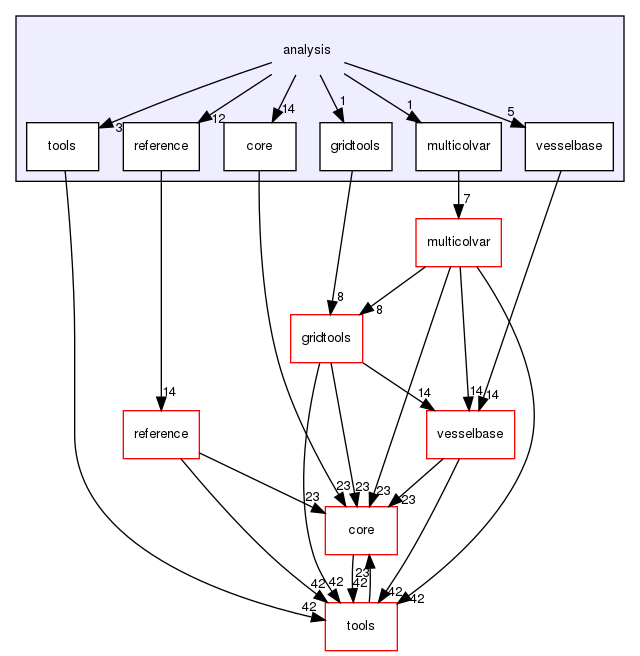 analysis
3
12
14
1
1
5
tools
reference
core
gridtools
multicolvar
vesselbase
7
multicolvar
8
8
gridtools
14
14
14
14
reference
vesselbase
23
23
23
23
23
core
23
42
42
42
42
42
42
tools